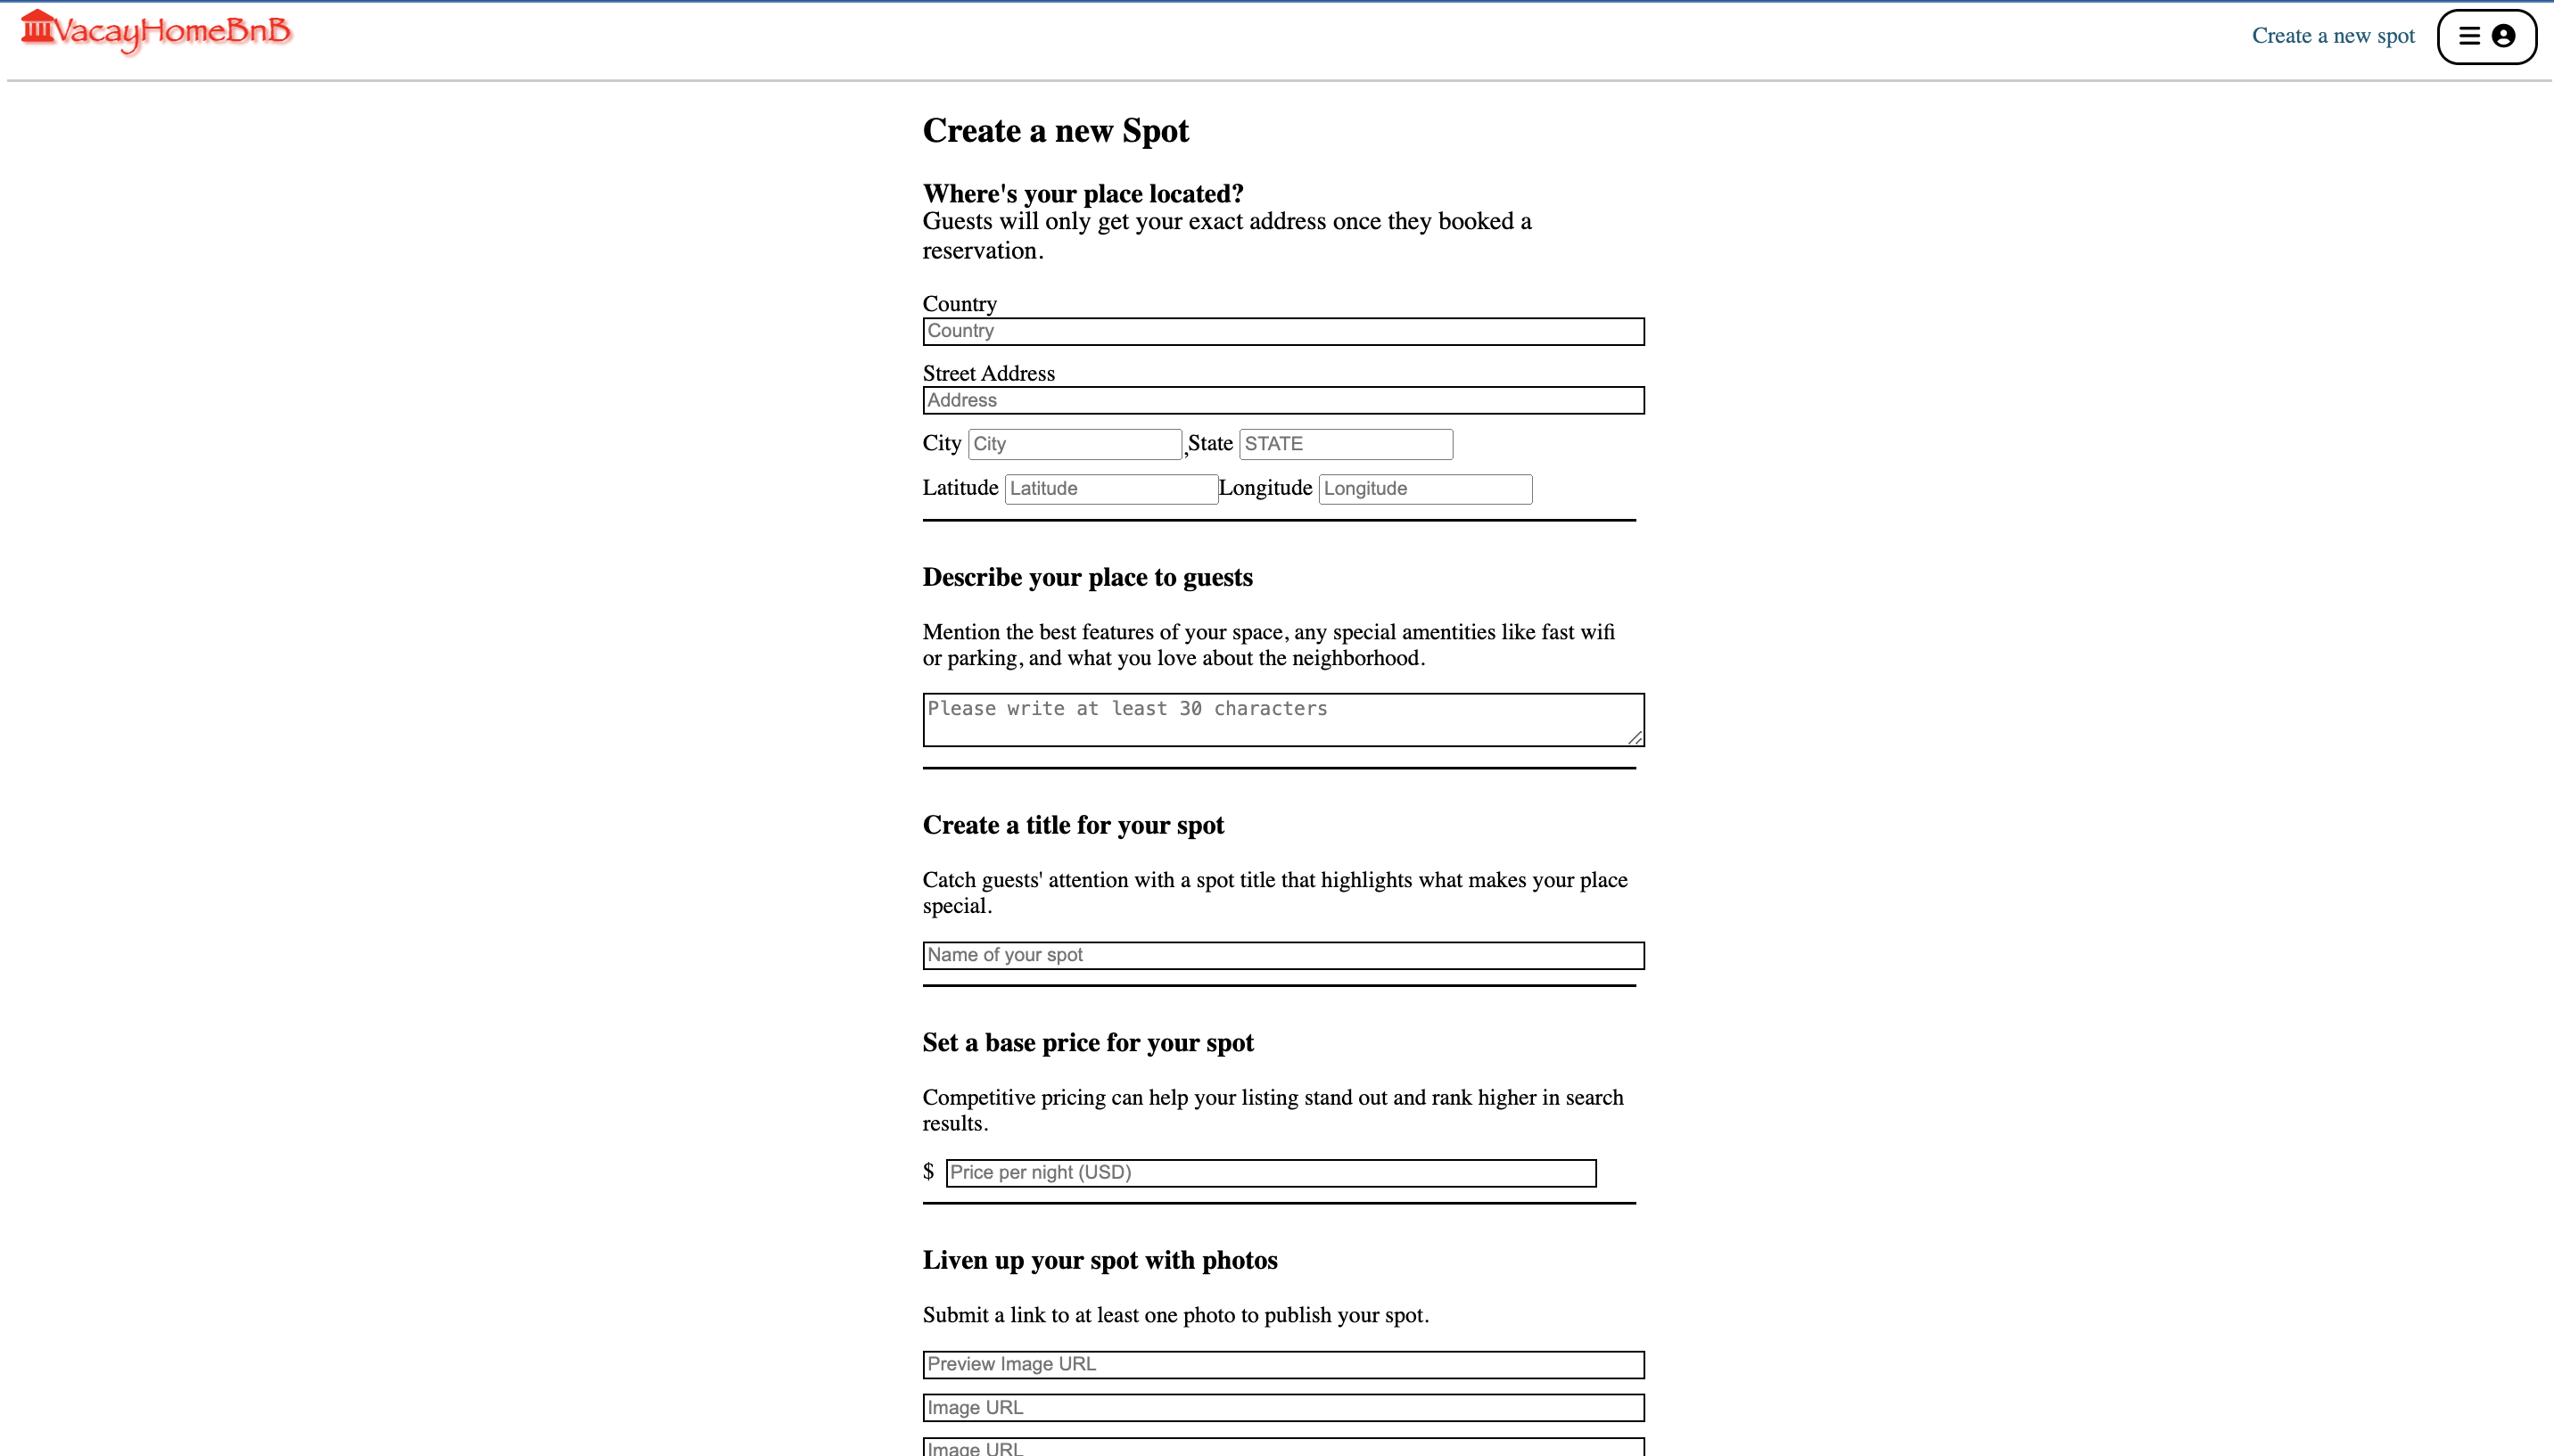 VacayHomeBnB
Create a new spot
Create a new Spot
Where's your place located?
Guests will only get your exact address once they booked a
reservation.
Country
Country
Street Address
Address
City City ,State STATE
Latitude Latitude Longitude Longitude
Describe your place to guests
Mention the best features of your space, any special amentities like fast wifi
or parking, and what you love about the neighborhood.
Please write at least 30 characters
Create a title for your spot
Catch guests' attention with a spot title that highlights what makes your place
special.
Name of your spot
Set a base price for your spot
Competitive pricing can help your listing stand out and rank higher in search
results.
$ Price per night (USD)
Liven up your spot with photos
Submit a link to at least one photo to publish your spot.
Preview Image URL
Image URL
Image URL